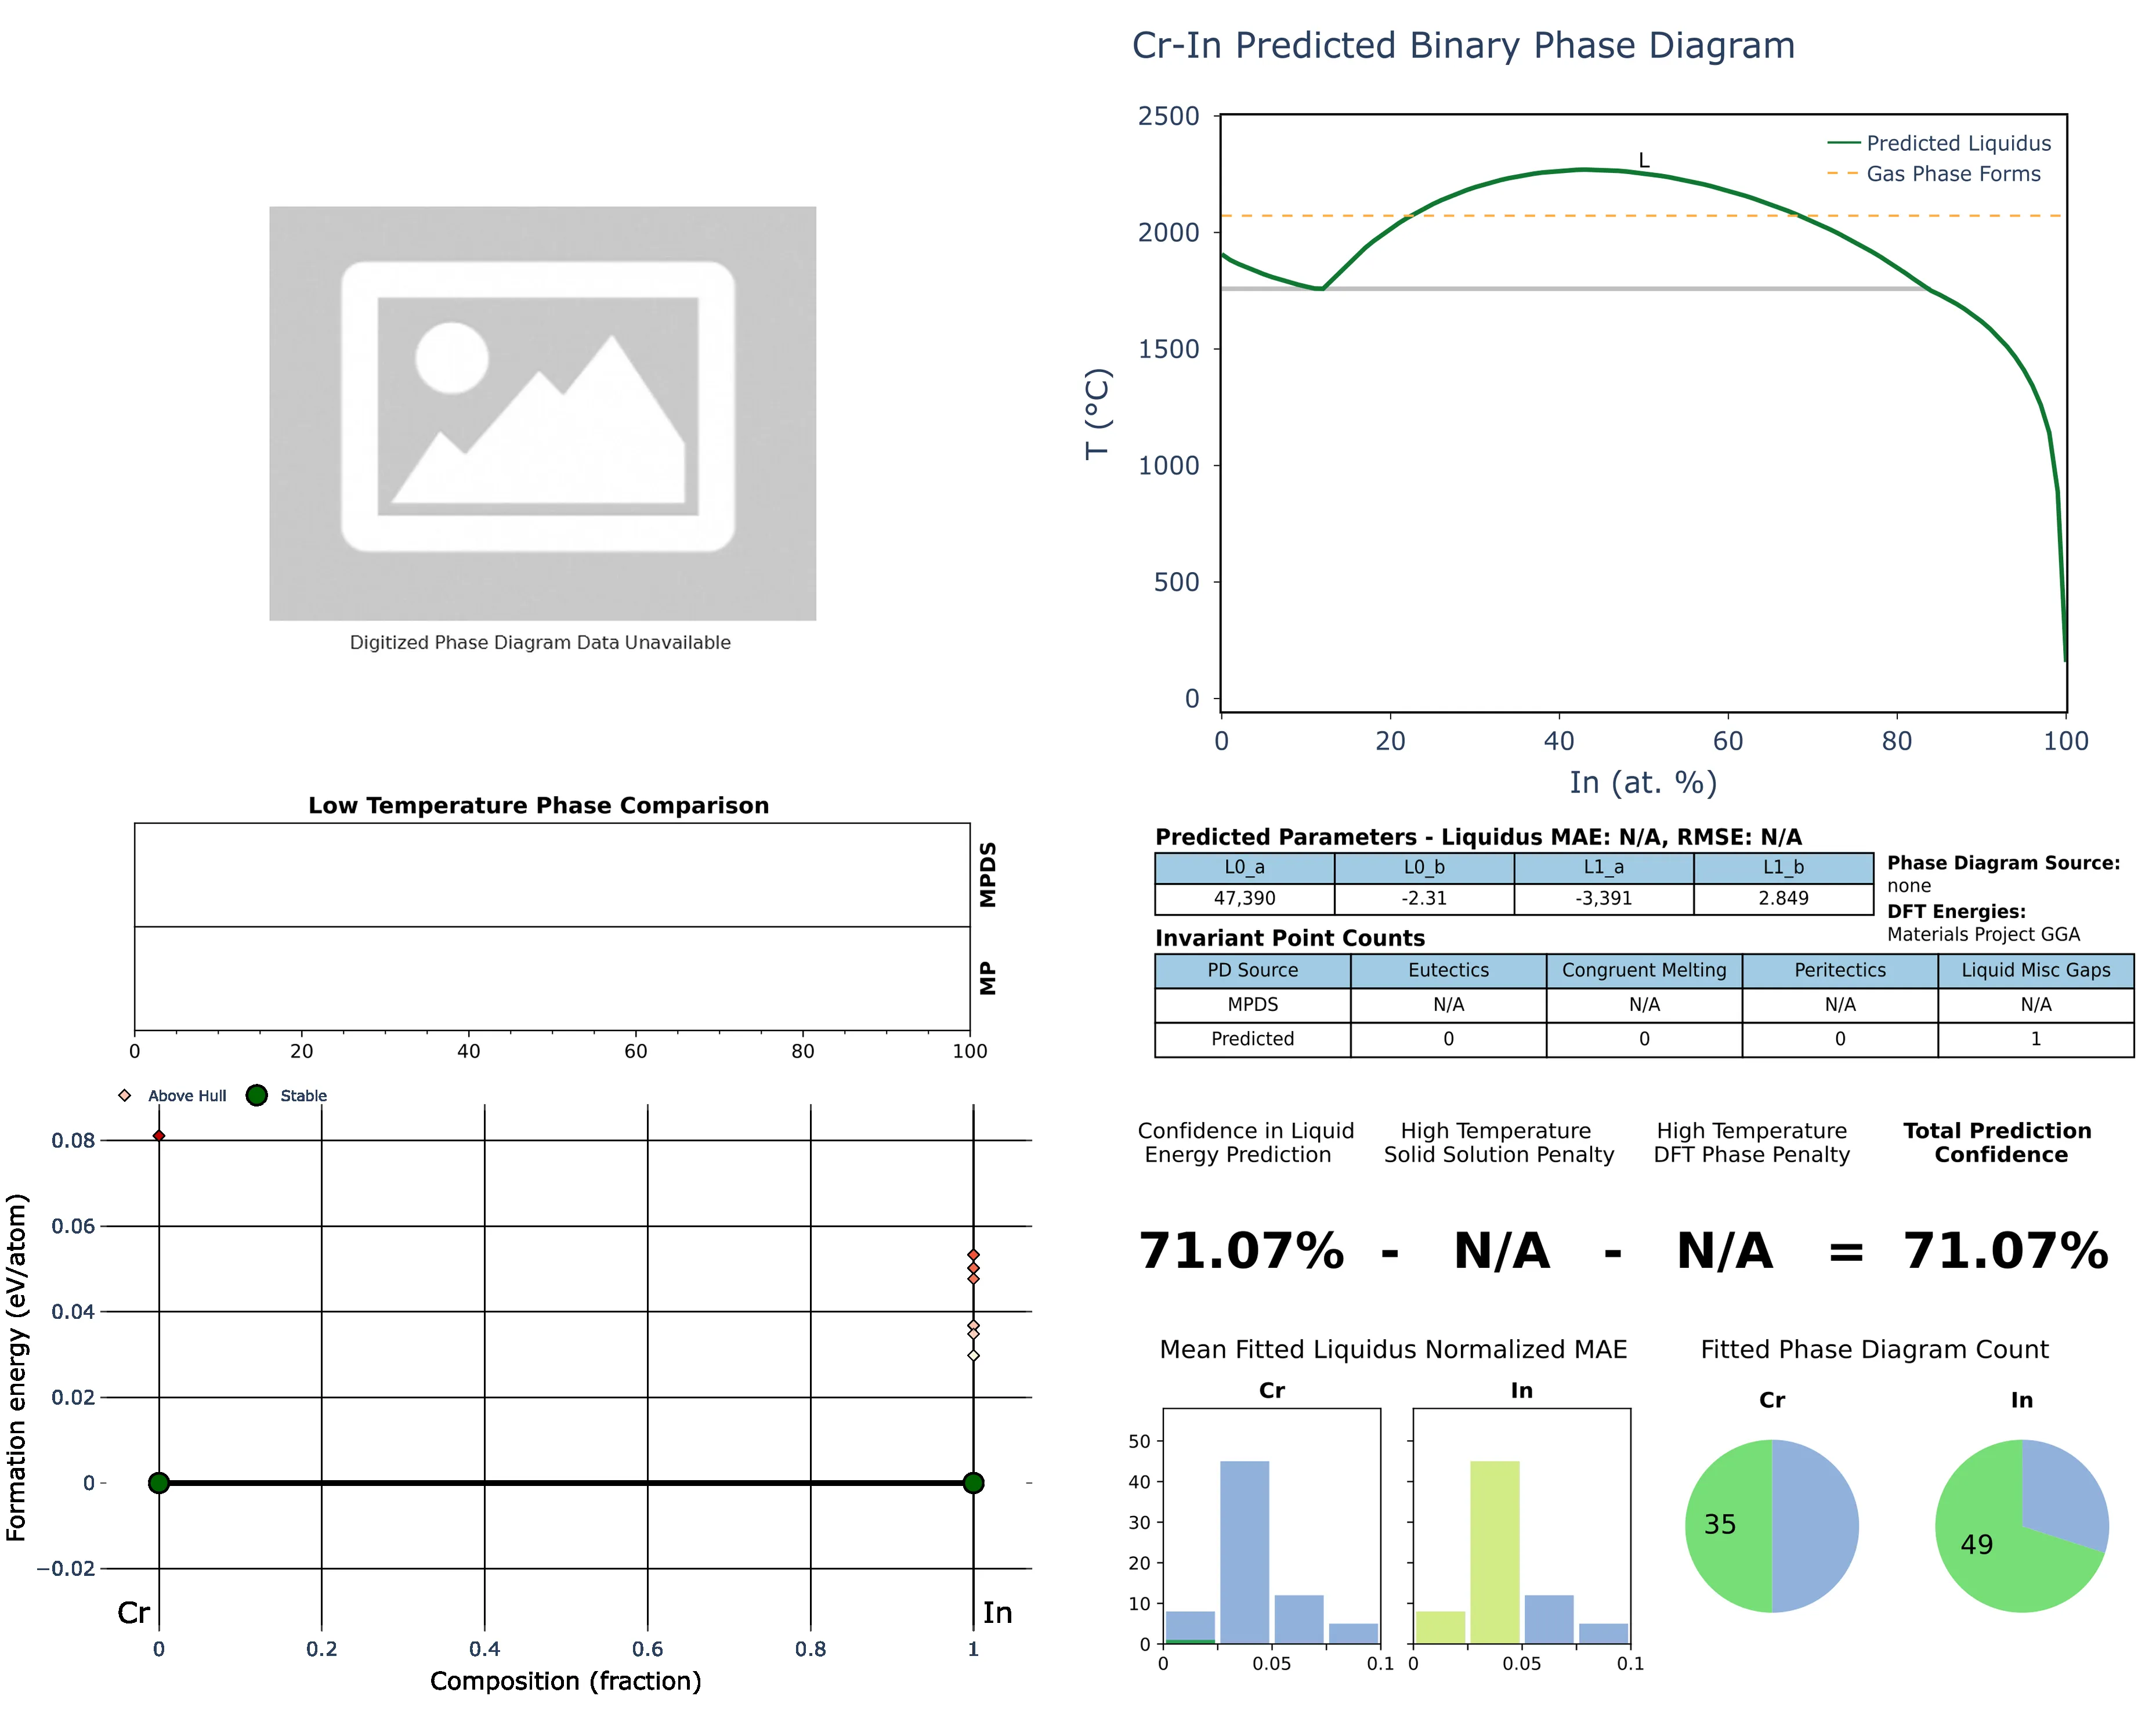 Cr-In Predicted Binary Phase Diagram
2500
2000
1500
1000
500
0
T (°C)
L
Predicted Liquidus
Gas Phase Forms
0 20 40 60 80 100
In (at. %)
Digitized Phase Diagram Data Unavailable
Low Temperature Phase Comparison
MPDS
MP
0 20 40 60 80 100
Predicted Parameters - Liquidus MAE: N/A, RMSE: N/A
L0_a L0_b L1_a L1_b
47,390 -2.31 -3,391 2.849
Phase Diagram Source:
none
DFT Energies:
Materials Project GGA
Invariant Point Counts
PD Source Eutectics Congruent Melting Peritectics Liquid Misc Gaps
MPDS N/A N/A N/A N/A
Predicted 0 0 0 1
Above Hull Stable
0.08
0.06
0.04
0.02
0
−0.02
Formation energy (eV/atom)
Cr In
0 0.2 0.4 0.6 0.8 1
Composition (fraction)
Confidence in Liquid
Energy Prediction
High Temperature
Solid Solution Penalty
High Temperature
DFT Phase Penalty
Total Prediction
Confidence
71.07% - N/A - N/A = 71.07%
Mean Fitted Liquidus Normalized MAE
Cr In
50
40
30
20
10
0
0 0.05 0.1 0 0.05 0.1
Fitted Phase Diagram Count
Cr In
35 49